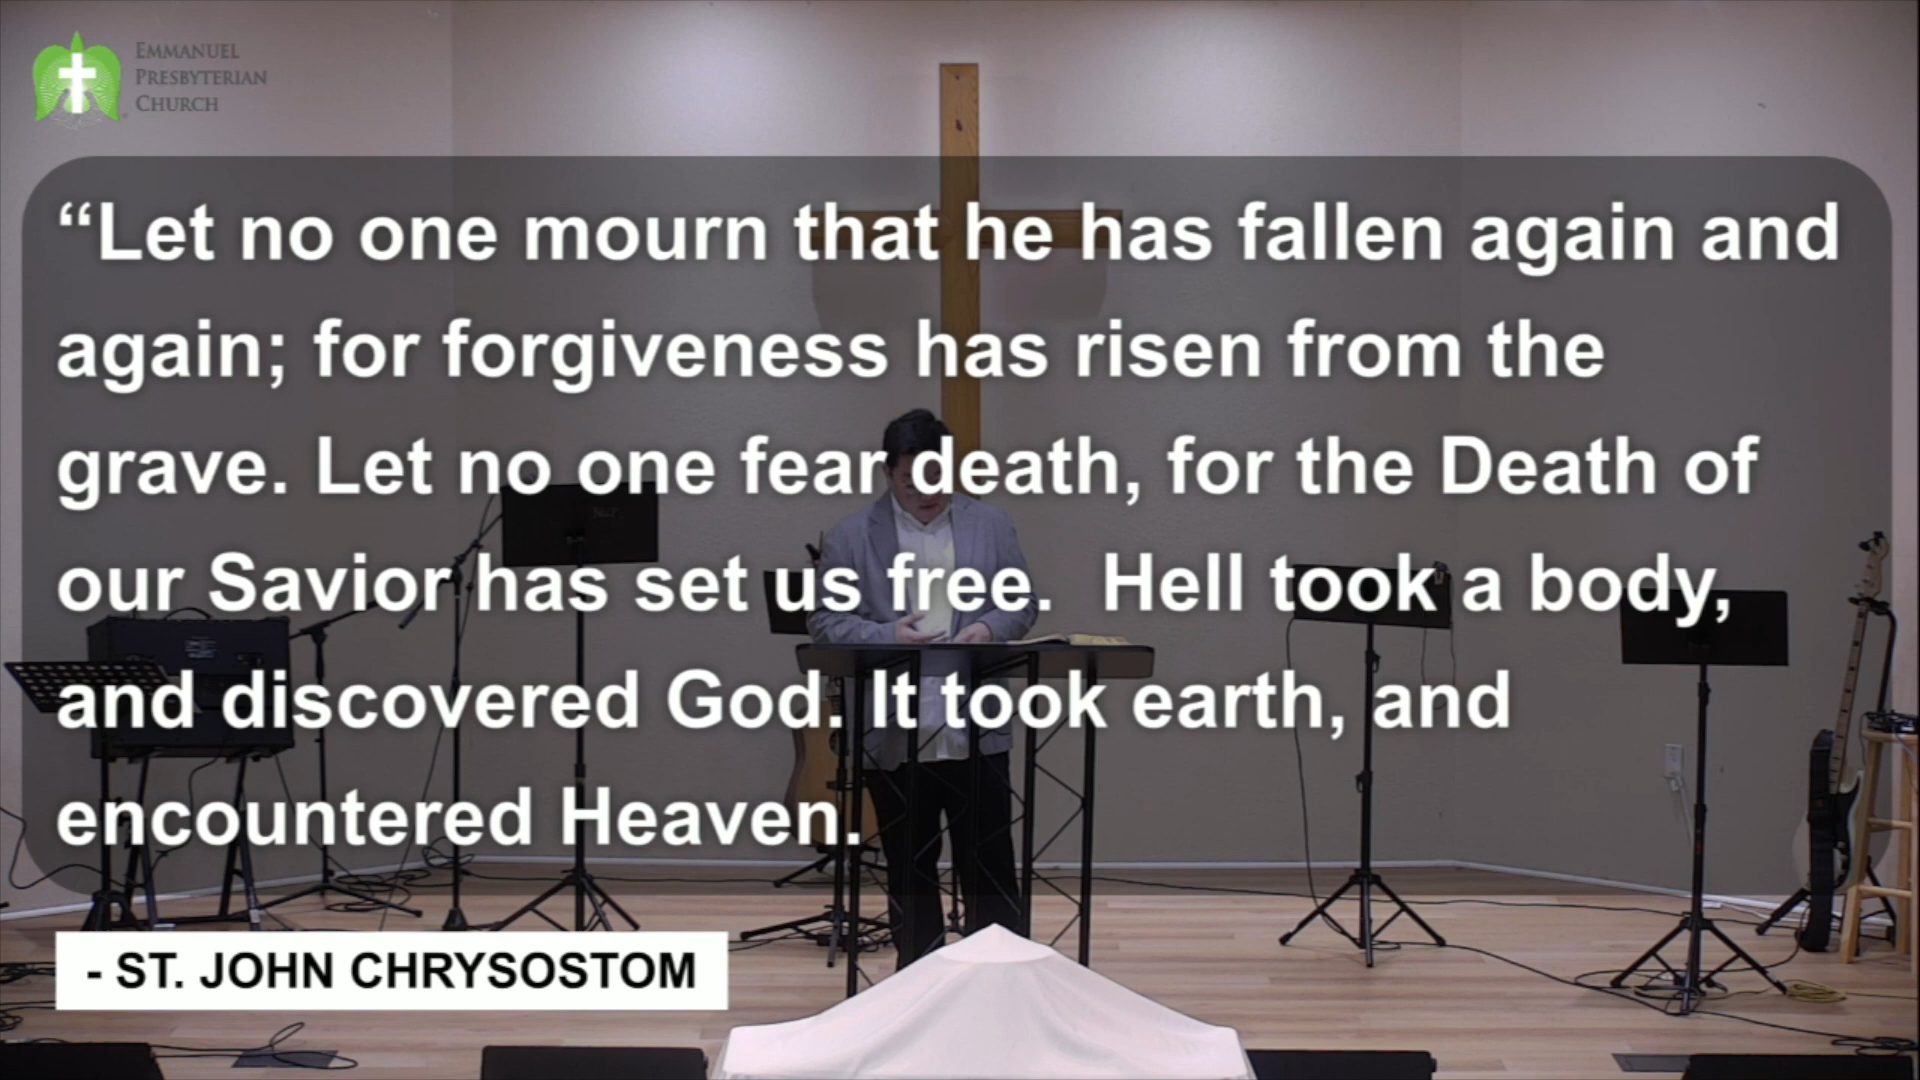 EMMANUEL
PRESBYTERIAN
CHURCH
“Let no one mourn that he has fallen again and
again; for forgiveness has risen from the
grave. Let no one fear death, for the Death of
our Savior has set us free.  Hell took a body,
and discovered God. It took earth, and
encountered Heaven.
- ST. JOHN CHRYSOSTOM